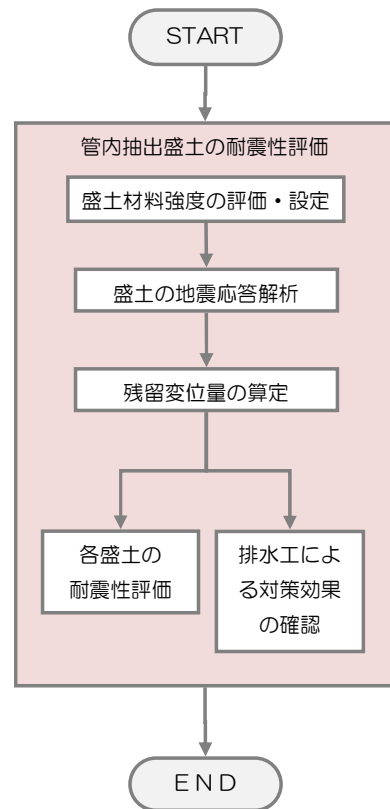 START
管内抽出盛土の耐震性評価
盛土材料強度の評価・設定
盛土の地震応答解析
残留変位量の算定
各盛土の
耐震性評価
排水工によ
る対策効果
の確認
END